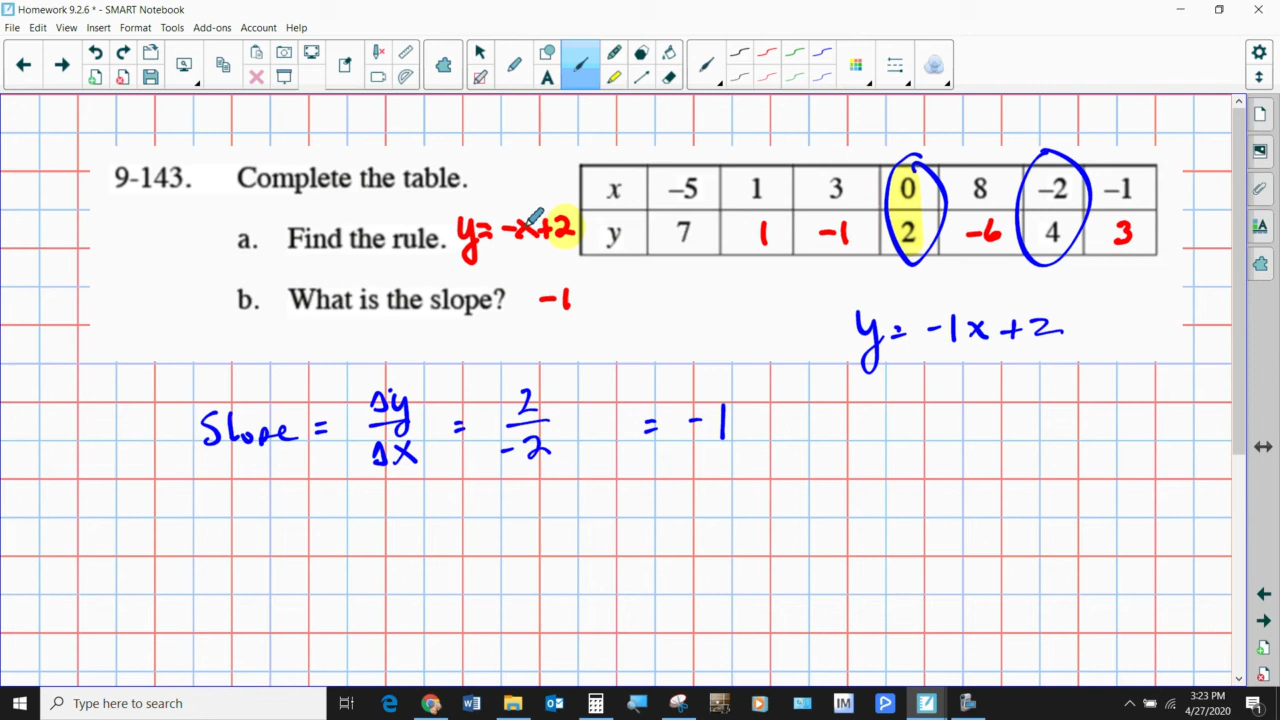 Homework 9.2.6 * - SMART Notebook
File Edit View Insert Format Tools Add-ons Account Help
9-143. Complete the table.
a. Find the rule. y = -x+2
b. What is the slope? -1
x –5 1 3 0 8 –2 –1
y 7 1 -1 2 -6 4 3
y = -1x + 2
Slope = Δy/Δx = 2/-2 = -1
Type here to search
IM
3:23 PM
4/27/2020
1